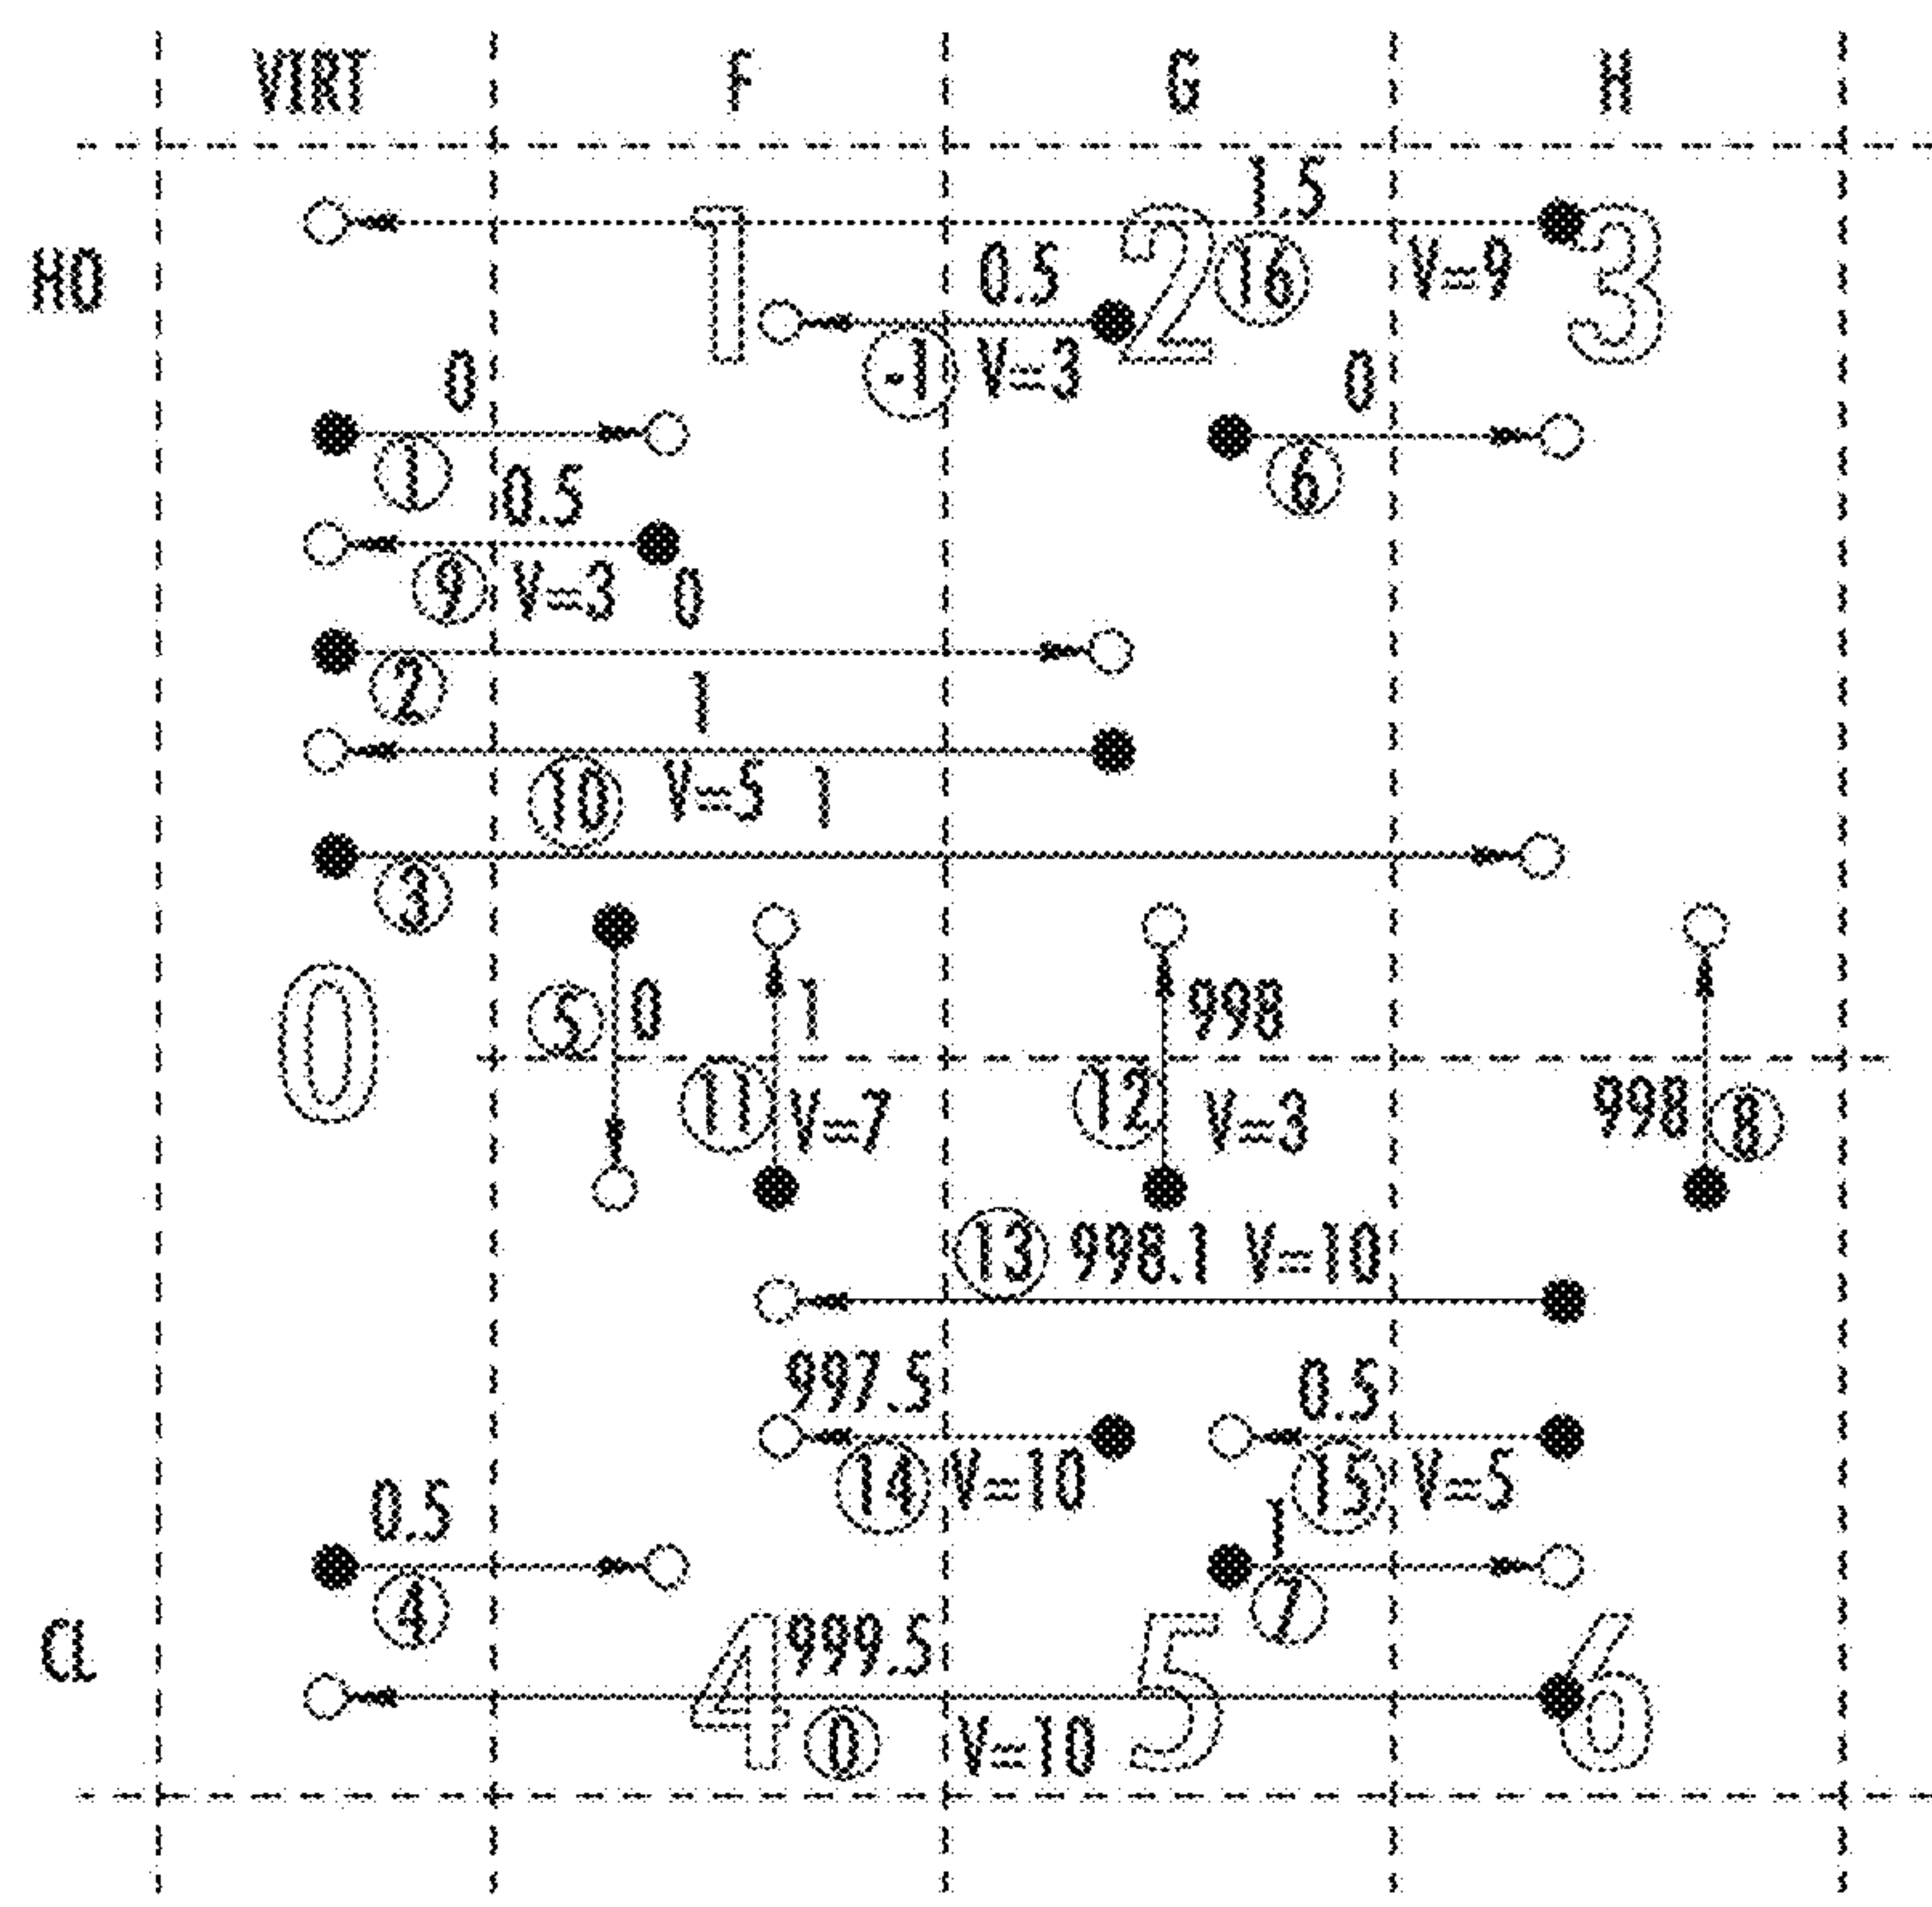 VIRT F G H
1.5
HO 1 2 16 V=9 3
0.5
-1 V=3
0 0
1 6
0.5
9 V=3 0
2
1
10 V=5 1
3
0 5 0 1 998
11 V=7 12 V=3 998 8
13 998.1 V=10
997.5 0.5
14 V=10 15 V=5
0.5 1
4 7
CL 4 999.5 5 6
0 V=10